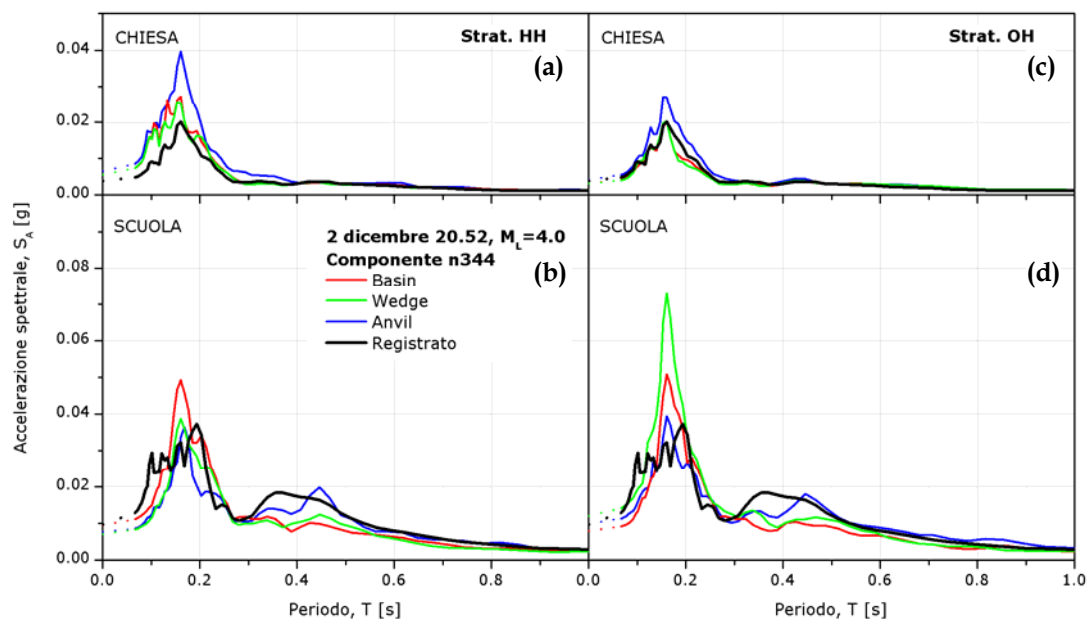 CHIESA
Strat. HH
(a)
0.04
0.02
0.00
CHIESA
Strat. OH
(c)
SCUOLA
2 dicembre 20.52, M_L=4.0
Componente n344
Basin
Wedge
Anvil
Registrato
(b)
0.08
0.06
0.04
0.02
0.00
SCUOLA
(d)
Accelerazione spettrale, S_A [g]
0.0 0.2 0.4 0.6 0.8 0.0 0.2 0.4 0.6 0.8 1.0
Periodo, T [s] Periodo, T [s]